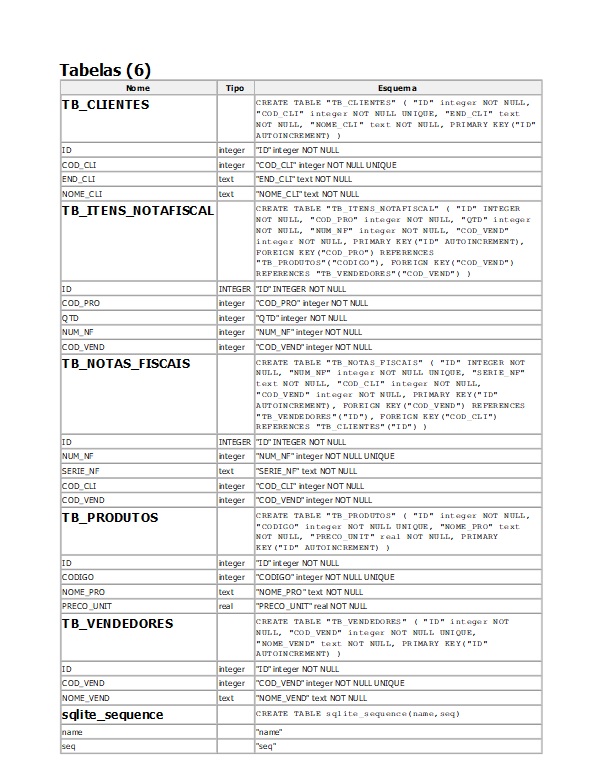 Tabelas (6)
Nome Tipo Esquema
TB_CLIENTES
CREATE TABLE "TB_CLIENTES" ( "ID" integer NOT NULL,
"COD_CLI" integer NOT NULL UNIQUE, "END_CLI" text
NOT NULL, "NOME_CLI" text NOT NULL, PRIMARY KEY("ID"
AUTOINCREMENT) )
ID integer "ID" integer NOT NULL
COD_CLI integer "COD_CLI" integer NOT NULL UNIQUE
END_CLI text "END_CLI" text NOT NULL
NOME_CLI text "NOME_CLI" text NOT NULL
TB_ITENS_NOTAFISCAL
CREATE TABLE "TB_ITENS_NOTAFISCAL" ( "ID" INTEGER
NOT NULL, "COD_PRO" integer NOT NULL, "QTD" integer
NOT NULL, "NUM_NF" integer NOT NULL, "COD_VEND"
integer NOT NULL, PRIMARY KEY("ID" AUTOINCREMENT),
FOREIGN KEY("COD_PRO") REFERENCES
"TB_PRODUTOS"("CODIGO"), FOREIGN KEY("COD_VEND")
REFERENCES "TB_VENDEDORES"("COD_VEND") )
ID INTEGER "ID" INTEGER NOT NULL
COD_PRO integer "COD_PRO" integer NOT NULL
QTD integer "QTD" integer NOT NULL
NUM_NF integer "NUM_NF" integer NOT NULL
COD_VEND integer "COD_VEND" integer NOT NULL
TB_NOTAS_FISCAIS
CREATE TABLE "TB_NOTAS_FISCAIS" ( "ID" INTEGER NOT
NULL, "NUM_NF" integer NOT NULL UNIQUE, "SERIE_NF"
text NOT NULL, "COD_CLI" integer NOT NULL,
"COD_VEND" integer NOT NULL, PRIMARY KEY("ID"
AUTOINCREMENT), FOREIGN KEY("COD_VEND") REFERENCES
"TB_VENDEDORES"("ID"), FOREIGN KEY("COD_CLI")
REFERENCES "TB_CLIENTES"("ID") )
ID INTEGER "ID" INTEGER NOT NULL
NUM_NF integer "NUM_NF" integer NOT NULL UNIQUE
SERIE_NF text "SERIE_NF" text NOT NULL
COD_CLI integer "COD_CLI" integer NOT NULL
COD_VEND integer "COD_VEND" integer NOT NULL
TB_PRODUTOS
CREATE TABLE "TB_PRODUTOS" ( "ID" integer NOT NULL,
"CODIGO" integer NOT NULL UNIQUE, "NOME_PRO" text
NOT NULL, "PRECO_UNIT" real NOT NULL, PRIMARY
KEY("ID" AUTOINCREMENT) )
ID integer "ID" integer NOT NULL
CODIGO integer "CODIGO" integer NOT NULL UNIQUE
NOME_PRO text "NOME_PRO" text NOT NULL
PRECO_UNIT real "PRECO_UNIT" real NOT NULL
TB_VENDEDORES
CREATE TABLE "TB_VENDEDORES" ( "ID" integer NOT
NULL, "COD_VEND" integer NOT NULL UNIQUE,
"NOME_VEND" text NOT NULL, PRIMARY KEY("ID"
AUTOINCREMENT) )
ID integer "ID" integer NOT NULL
COD_VEND integer "COD_VEND" integer NOT NULL UNIQUE
NOME_VEND text "NOME_VEND" text NOT NULL
sqlite_sequence CREATE TABLE sqlite_sequence(name,seq)
name "name"
seq "seq"